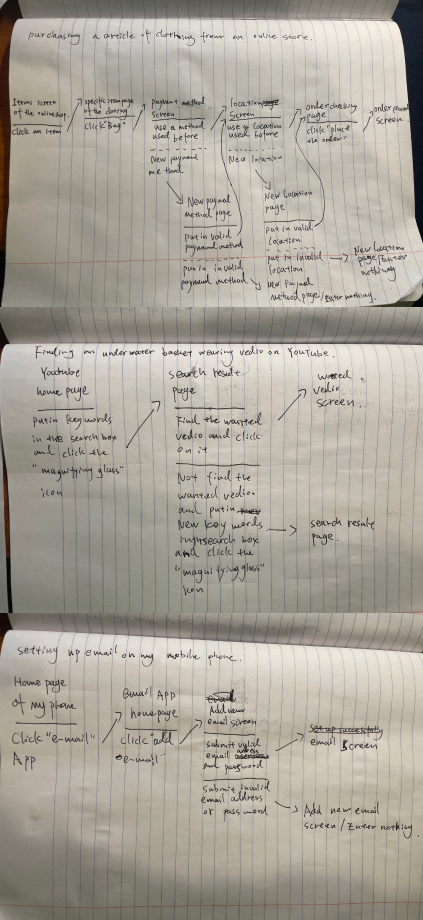 purchasing a article of clothing from an online store.
Items screen
of the online shop.
click an item
specific item page
of the clothing
click "Bug"
payment method
screen
use a method
used before
New payment
method
New paymed
method page
put in valid
paymend method
put in invalid
payment method
location page
screen
use a location
used before
New location
New Location
page
put in valid
Location
put in invalid
location.
New Location
page/Enter
nothing
New paymend
method page/Enter nothing.
order checking
page
click "place
the order"
order placed
screen.
Finding an underwater basket wearing vedio on YouTube.
Youtube
home page
put in key words
in the search box
and click the
"magnifying glass"
icon
search result
page
Find the wanted
vedio and click
on it
Not find the
wanted vedio
and put in they
New key words
in search box
and click the
"magnifying glass"
icon
wanted
vedio
screen.
search result
page.
setting up email on my mobile phone.
Home page
of my phone
Click "e-mail"
App
email App
homepage
click "add
e-mail"
email
Add new
email screen
submit valid
email address
and password
submit invalid
email address
or password
set up successfully
email screen
Add new email
screen/Enter nothing.